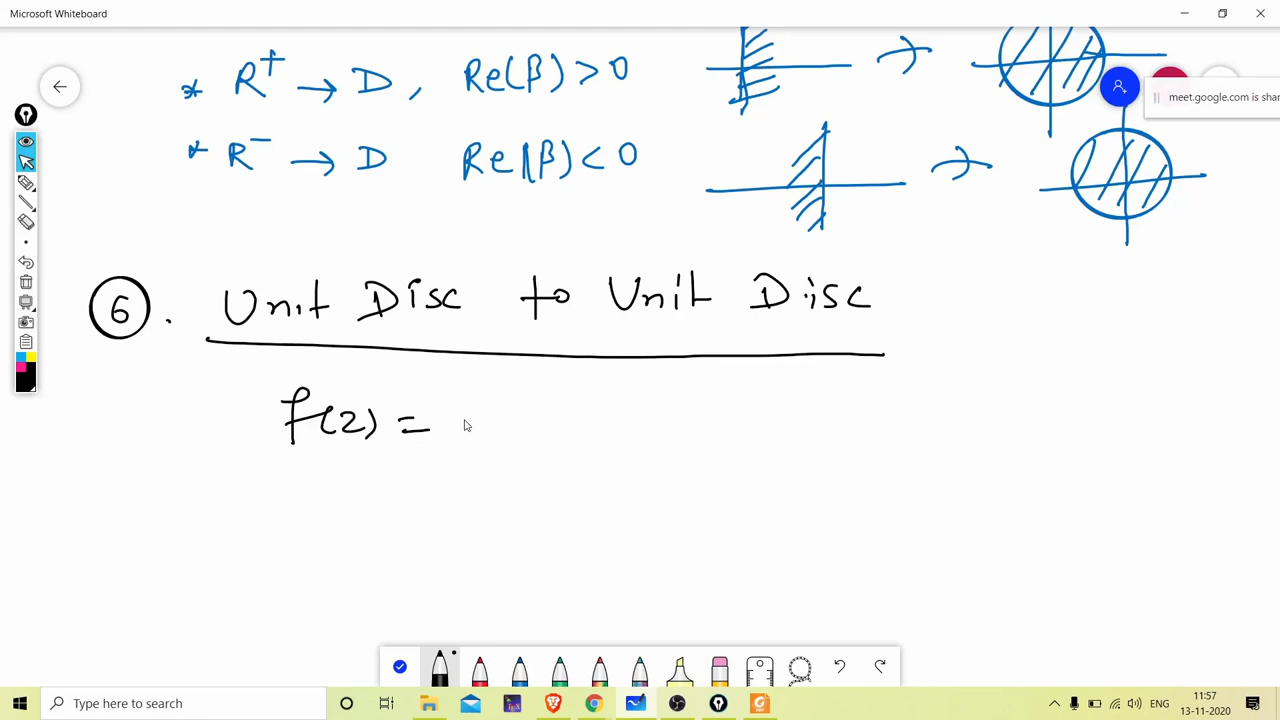 Microsoft Whiteboard
* R⁺ → D, Re(β) > 0 →
meet.google.com is shar
* R⁻ → D Re(β) < 0 →
⑥. Unit Disc to Unit Disc
f(z) =
Type here to search
11:57
13-11-2020